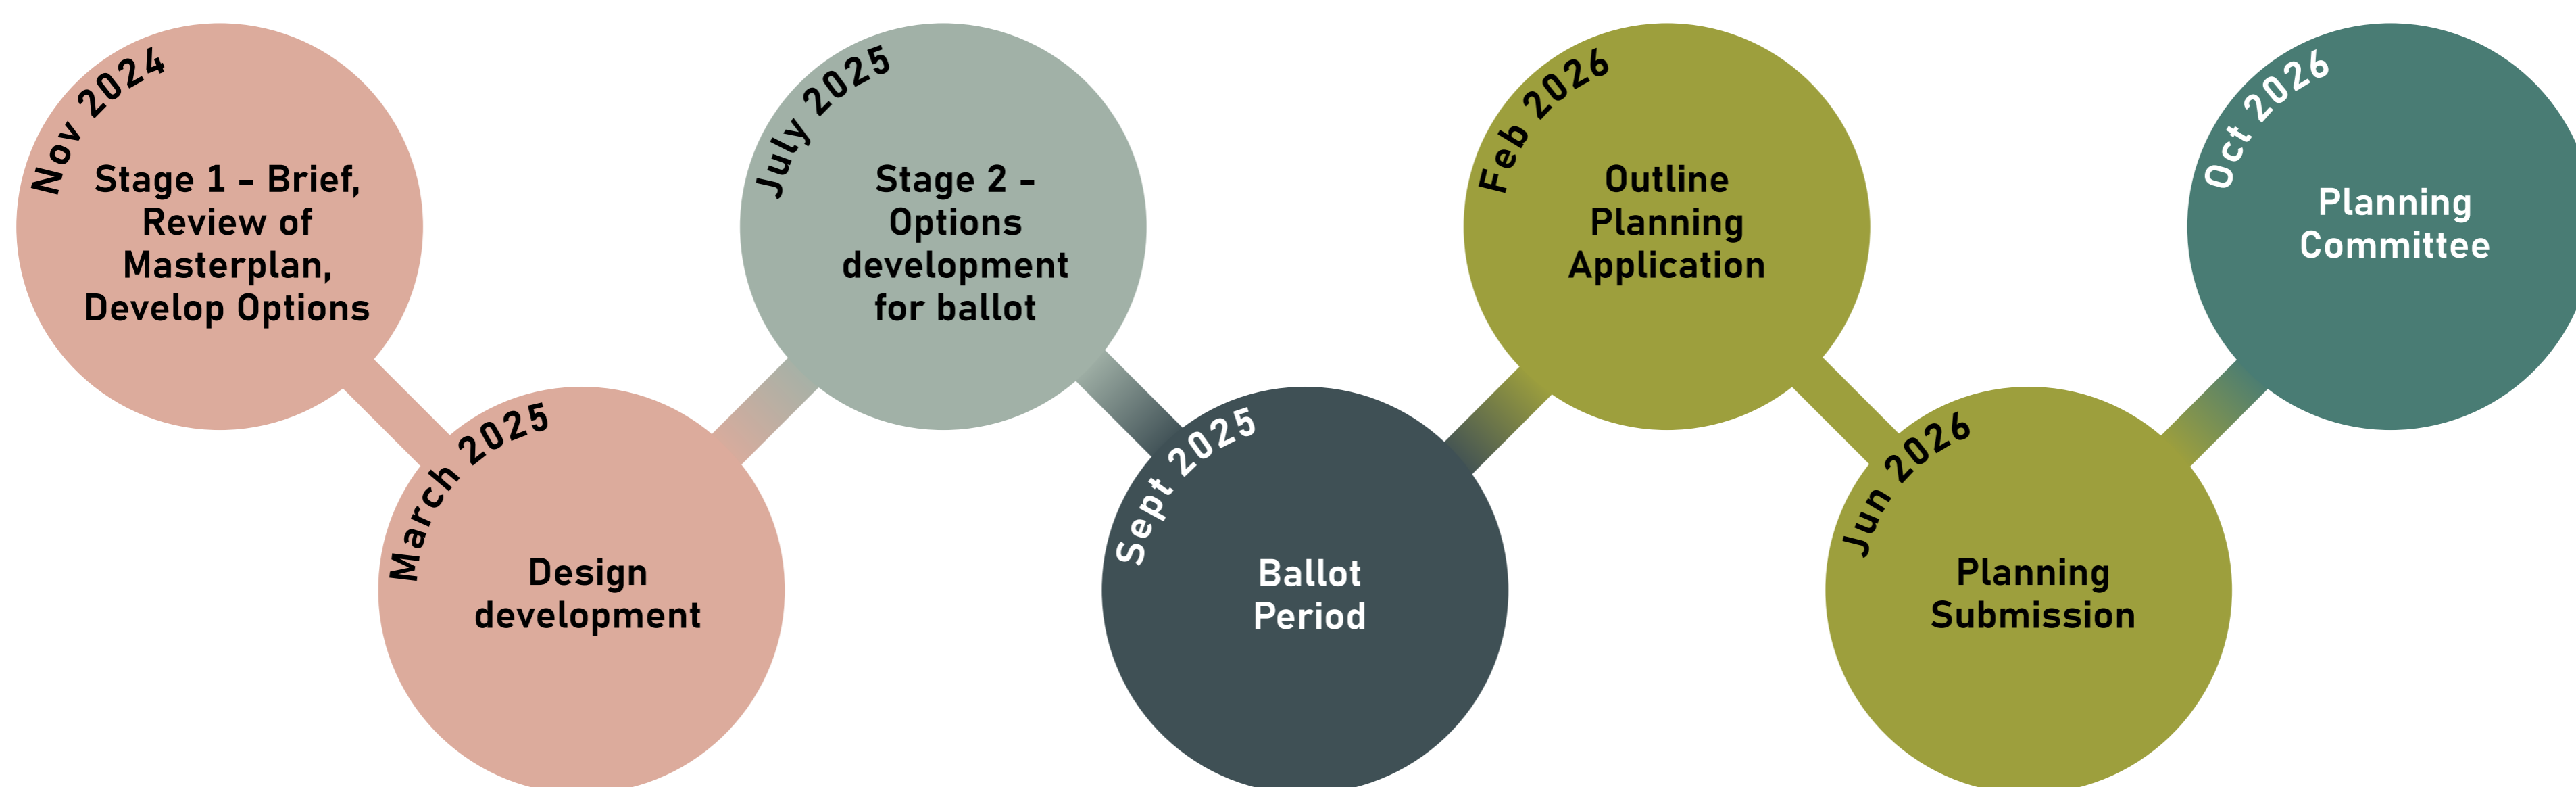 Nov 2024
Stage 1 - Brief,
Review of
Masterplan,
Develop Options
March 2025
Design
development
July 2025
Stage 2 -
Options
development
for ballot
Sept 2025
Ballot
Period
Feb 2026
Outline
Planning
Application
Jun 2026
Planning
Submission
Oct 2026
Planning
Committee